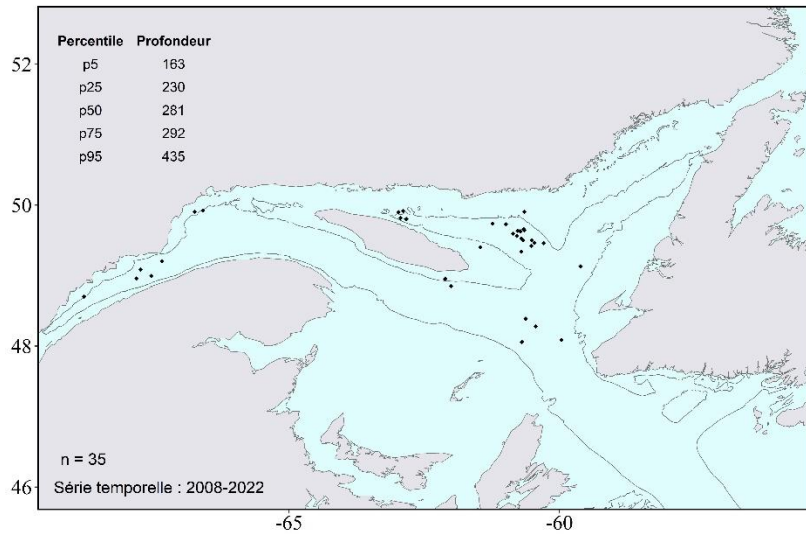 Percentile Profondeur
p5 163
p25 230
p50 281
p75 292
p95 435
52
50
48
46
n = 35
Série temporelle : 2008-2022
-65 -60